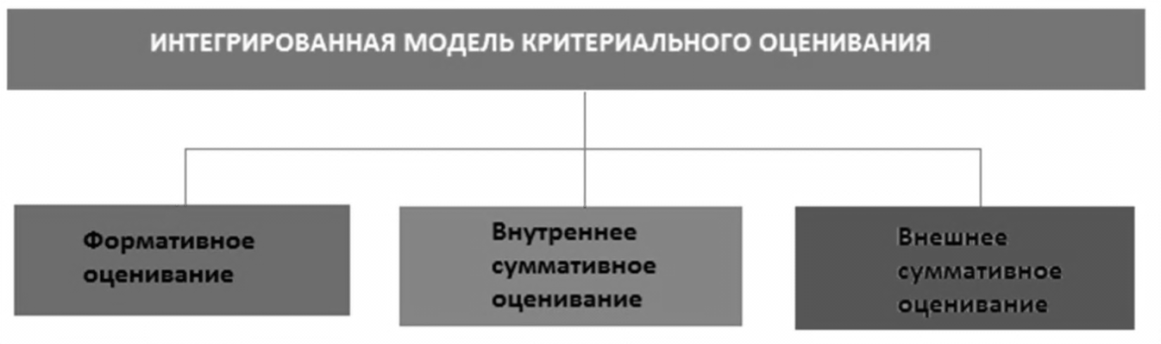 ИНТЕГРИРОВАННАЯ МОДЕЛЬ КРИТЕРИАЛЬНОГО ОЦЕНИВАНИЯ
Формативное
оценивание
Внутреннее
суммативное
оценивание
Внешнее
суммативное
оценивание